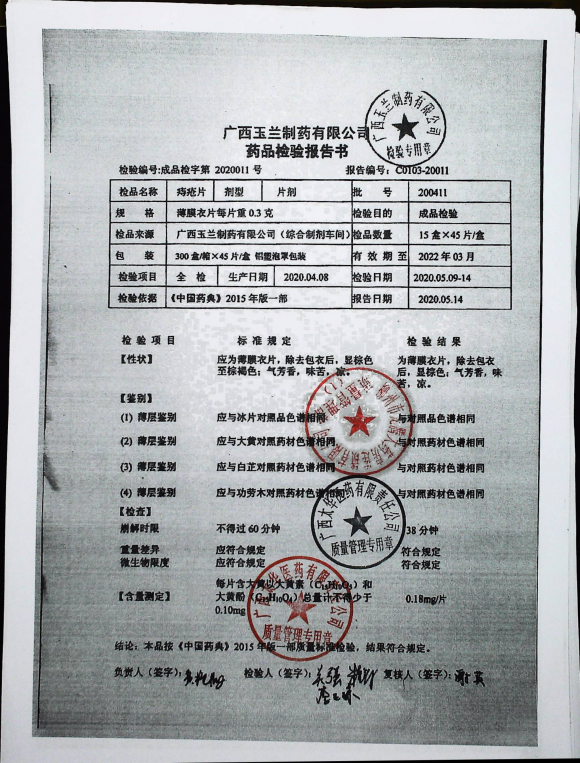 广西玉兰制药有限公司
药品检验报告书
广西玉兰制药有限公司
检验专用章
检验编号:成品检字第 2020011 号 报告编号: C0103-20011
检品名称 痔疮片 剂型 片剂 批 号 200411
规 格 薄膜衣片每片重 0.3 克 检验目的 成品检验
检品来源 广西玉兰制药有限公司（综合制剂车间） 检品数量 15 盒×45 片/盒
包 装 300 盒/箱×45 片/盒 铝塑泡罩包装 有 效 期 至 2022 年 03 月
检验项目 全 检 生产日期 2020.04.08 检验日期 2020.05.09-14
检验依据 《中国药典》2015 年版一部 报告日期 2020.05.14
检 验 项 目 标 准 规 定 检 验 结 果
【性状】 应为薄膜衣片，除去包衣后，显棕色 为薄膜衣片，除去包衣
至棕褐色；气芳香，味苦，凉。 后，显棕色；气芳香，味
苦，凉。
【鉴别】
(1) 薄层鉴别 应与冰片对照品色谱相同 与对照品色谱相同
(2) 薄层鉴别 应与大黄对照药材色谱相同 与对照药材色谱相同
(3) 薄层鉴别 应与白芷对照药材色谱相同 与对照药材色谱相同
(4) 薄层鉴别 应与功劳木对照药材色谱相同 与对照药材色谱相同
【检查】
崩解时限 不得过 60 分钟 38 分钟
重量差异 应符合规定 符合规定
微生物限度 应符合规定 符合规定
广西太华医药有限责任公司
质量管理专用章
每片含大黄以大黄素（C₁₅H₁₀O₅）和
【含量测定】 大黄酚（C₁₅H₁₀O₄）总量计不得少于 0.18mg/片
0.10mg
质量管理专用章
结论：本品按《中国药典》2015 年版一部质量标准检验，结果符合规定。
负责人（签字）: 检验人（签字）: 复核人（签字）: